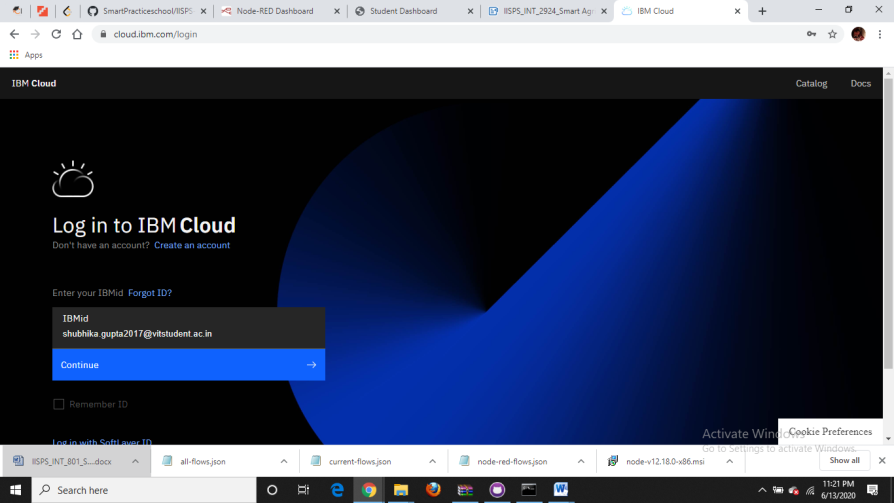 SmartPracticeschool/IISPS
Node-RED Dashboard
Student Dashboard
IISPS_INT_2924_Smart Agr
IBM Cloud
cloud.ibm.com/login
Apps
IBM Cloud
Catalog
Docs
Log in to IBM Cloud
Don't have an account? Create an account
Enter your IBMid Forgot ID?
IBMid
shubhika.gupta2017@vitstudent.ac.in
Continue
Remember ID
Log in with SoftLayer ID
Activate Windows
Cookie Preferences
Go to Settings to activate Windows.
IISPS_INT_801_S....docx
all-flows.json
current-flows.json
node-red-flows.json
node-v12.18.0-x86.msi
Show all
Search here
11:21 PM
6/13/2020